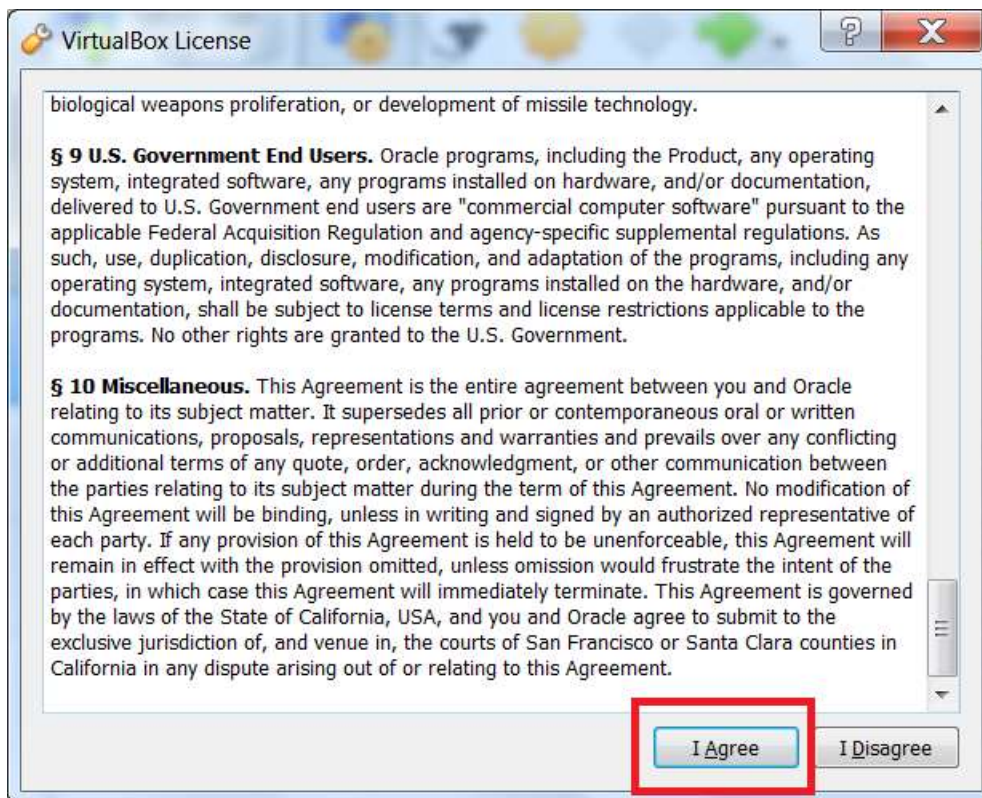 VirtualBox License
biological weapons proliferation, or development of missile technology.
§ 9 U.S. Government End Users. Oracle programs, including the Product, any operating
system, integrated software, any programs installed on hardware, and/or documentation,
delivered to U.S. Government end users are "commercial computer software" pursuant to the
applicable Federal Acquisition Regulation and agency-specific supplemental regulations. As
such, use, duplication, disclosure, modification, and adaptation of the programs, including any
operating system, integrated software, any programs installed on the hardware, and/or
documentation, shall be subject to license terms and license restrictions applicable to the
programs. No other rights are granted to the U.S. Government.
§ 10 Miscellaneous. This Agreement is the entire agreement between you and Oracle
relating to its subject matter. It supersedes all prior or contemporaneous oral or written
communications, proposals, representations and warranties and prevails over any conflicting
or additional terms of any quote, order, acknowledgment, or other communication between
the parties relating to its subject matter during the term of this Agreement. No modification of
this Agreement will be binding, unless in writing and signed by an authorized representative of
each party. If any provision of this Agreement is held to be unenforceable, this Agreement will
remain in effect with the provision omitted, unless omission would frustrate the intent of the
parties, in which case this Agreement will immediately terminate. This Agreement is governed
by the laws of the State of California, USA, and you and Oracle agree to submit to the
exclusive jurisdiction of, and venue in, the courts of San Francisco or Santa Clara counties in
California in any dispute arising out of or relating to this Agreement.
I Agree
I Disagree